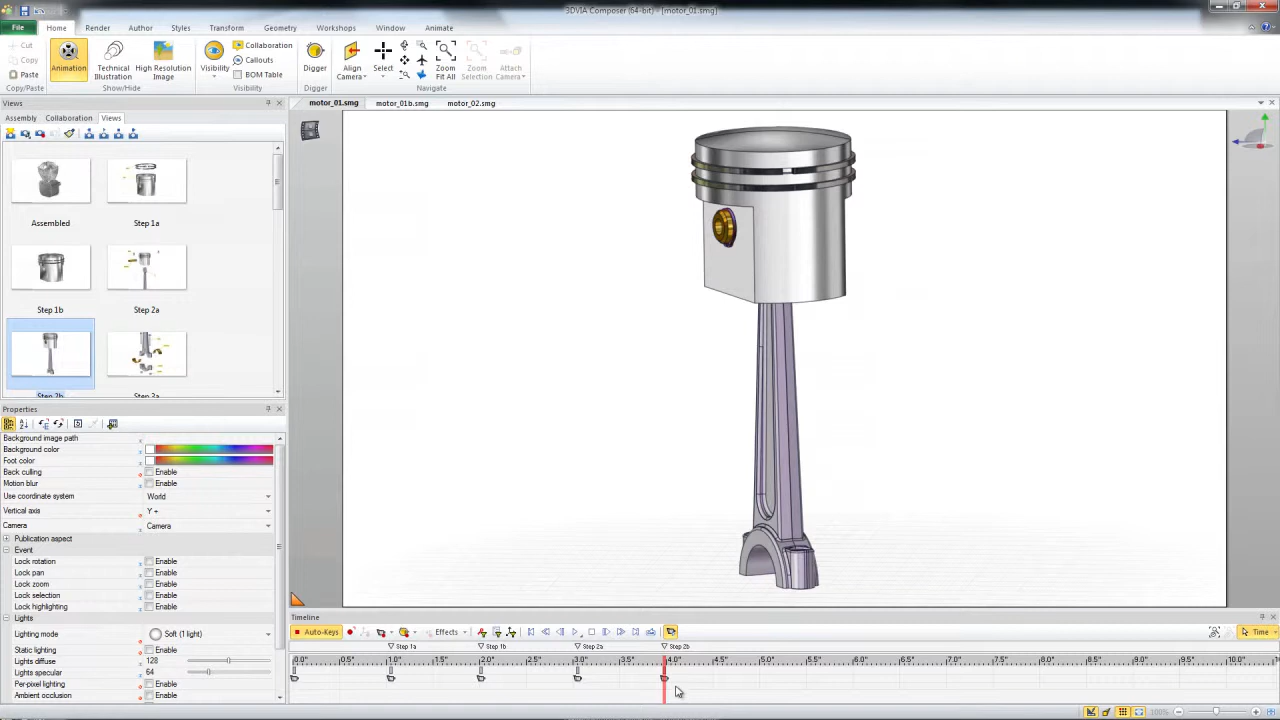 3DVIA Composer (64-bit) - [motor_01.smg]
File Home Render Author Styles Transform Geometry Workshops Window Animate
Cut
Copy
Paste
Copy/Paste
Animation
Technical
Illustration
High Resolution
Image
Show/Hide
Visibility
Collaboration
Callouts
BOM Table
Visibility
Digger
Digger
Align
Camera
Select
Zoom
Fit All
Zoom
Selection
Attach
Camera
Navigate
Views
Assembly Collaboration Views
motor_01.smg motor_01b.smg motor_02.smg
Assembled Step 1a
Step 1b Step 2a
Step 2b Step 3a
Properties
Background image path
Background color
Foot color
Back culling Enable
Motion blur Enable
Use coordinate system World
Vertical axis Y +
Camera Camera
Publication aspect
Event
Lock rotation Enable
Lock pan Enable
Lock zoom Enable
Lock selection Enable
Lock highlighting Enable
Lights
Lighting mode Soft (1 light)
Static lighting Enable
Lights diffuse 128
Lights specular 64
Per-pixel lighting Enable
Ambient occlusion Enable
Timeline
Auto-Keys Effects Time
Step 1a Step 1b Step 2a Step 2b
0.0" 0.5" 1.0" 1.5" 2.0" 2.5" 3.0" 3.5" 4.0" 4.5" 5.0" 5.5" 6.0" 6.5" 7.0" 7.5" 8.0" 8.5" 9.0" 9.5" 10.0"
100%